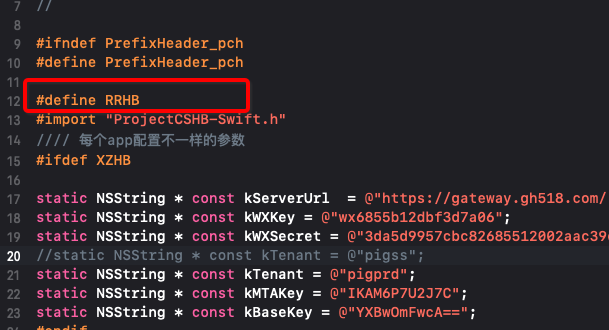 7 //
8
9 #ifndef PrefixHeader_pch
10 #define PrefixHeader_pch
11
12 #define RRHB
13 #import "ProjectCSHB-Swift.h"
14 //// 每个app配置不一样的参数
15 #ifdef XZHB
16
17 static NSString * const kServerUrl  = @"https://gateway.gh518.com/
18 static NSString * const kWXKey = @"wx6855b12dbf3d7a06";
19 static NSString * const kWXSecret = @"3da5d9957cbc82685512002aac39
20 //static NSString * const kTenant = @"pigss";
21 static NSString * const kTenant = @"pigprd";
22 static NSString * const kMTAKey = @"IKAM6P7U2J7C";
23 static NSString * const kBaseKey = @"YXBwOmFwcA==";
24 #endif